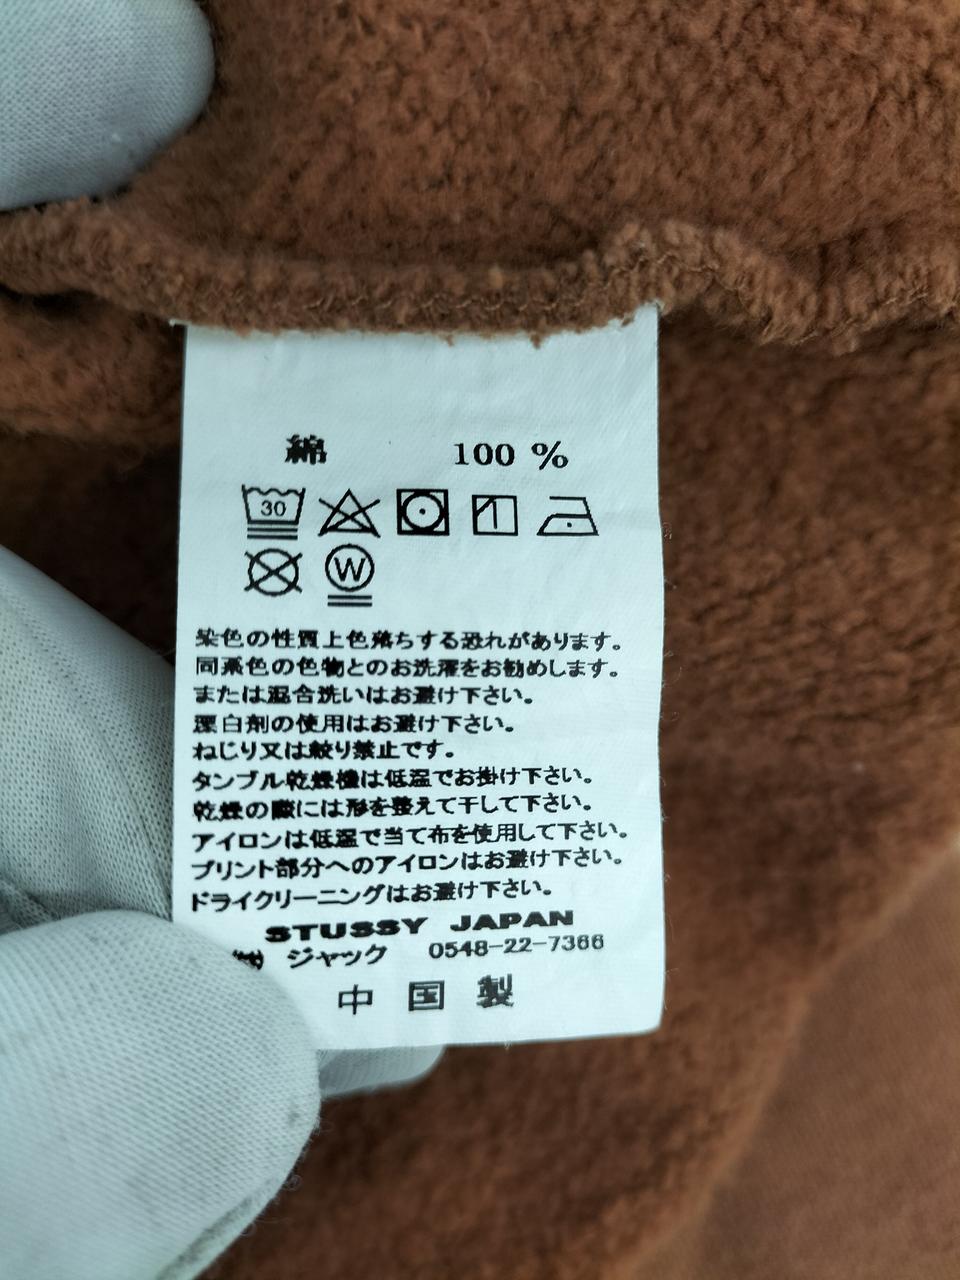 綿 100 %
30
W
染色の性質上色落ちする恐れがあります。
同系色の色物とのお洗濯をお勧めします。
または混合洗いはお避け下さい。
漂白剤の使用はお避け下さい。
ねじり又は絞り禁止です。
タンブル乾燥機は低温でお掛け下さい。
乾燥の際には形を整えて干して下さい。
アイロンは低温で当て布を使用して下さい。
プリント部分へのアイロンはお避け下さい。
ドライクリーニングはお避け下さい。
STUSSY JAPAN
㈱ ジャック 0548-22-7366
中国製